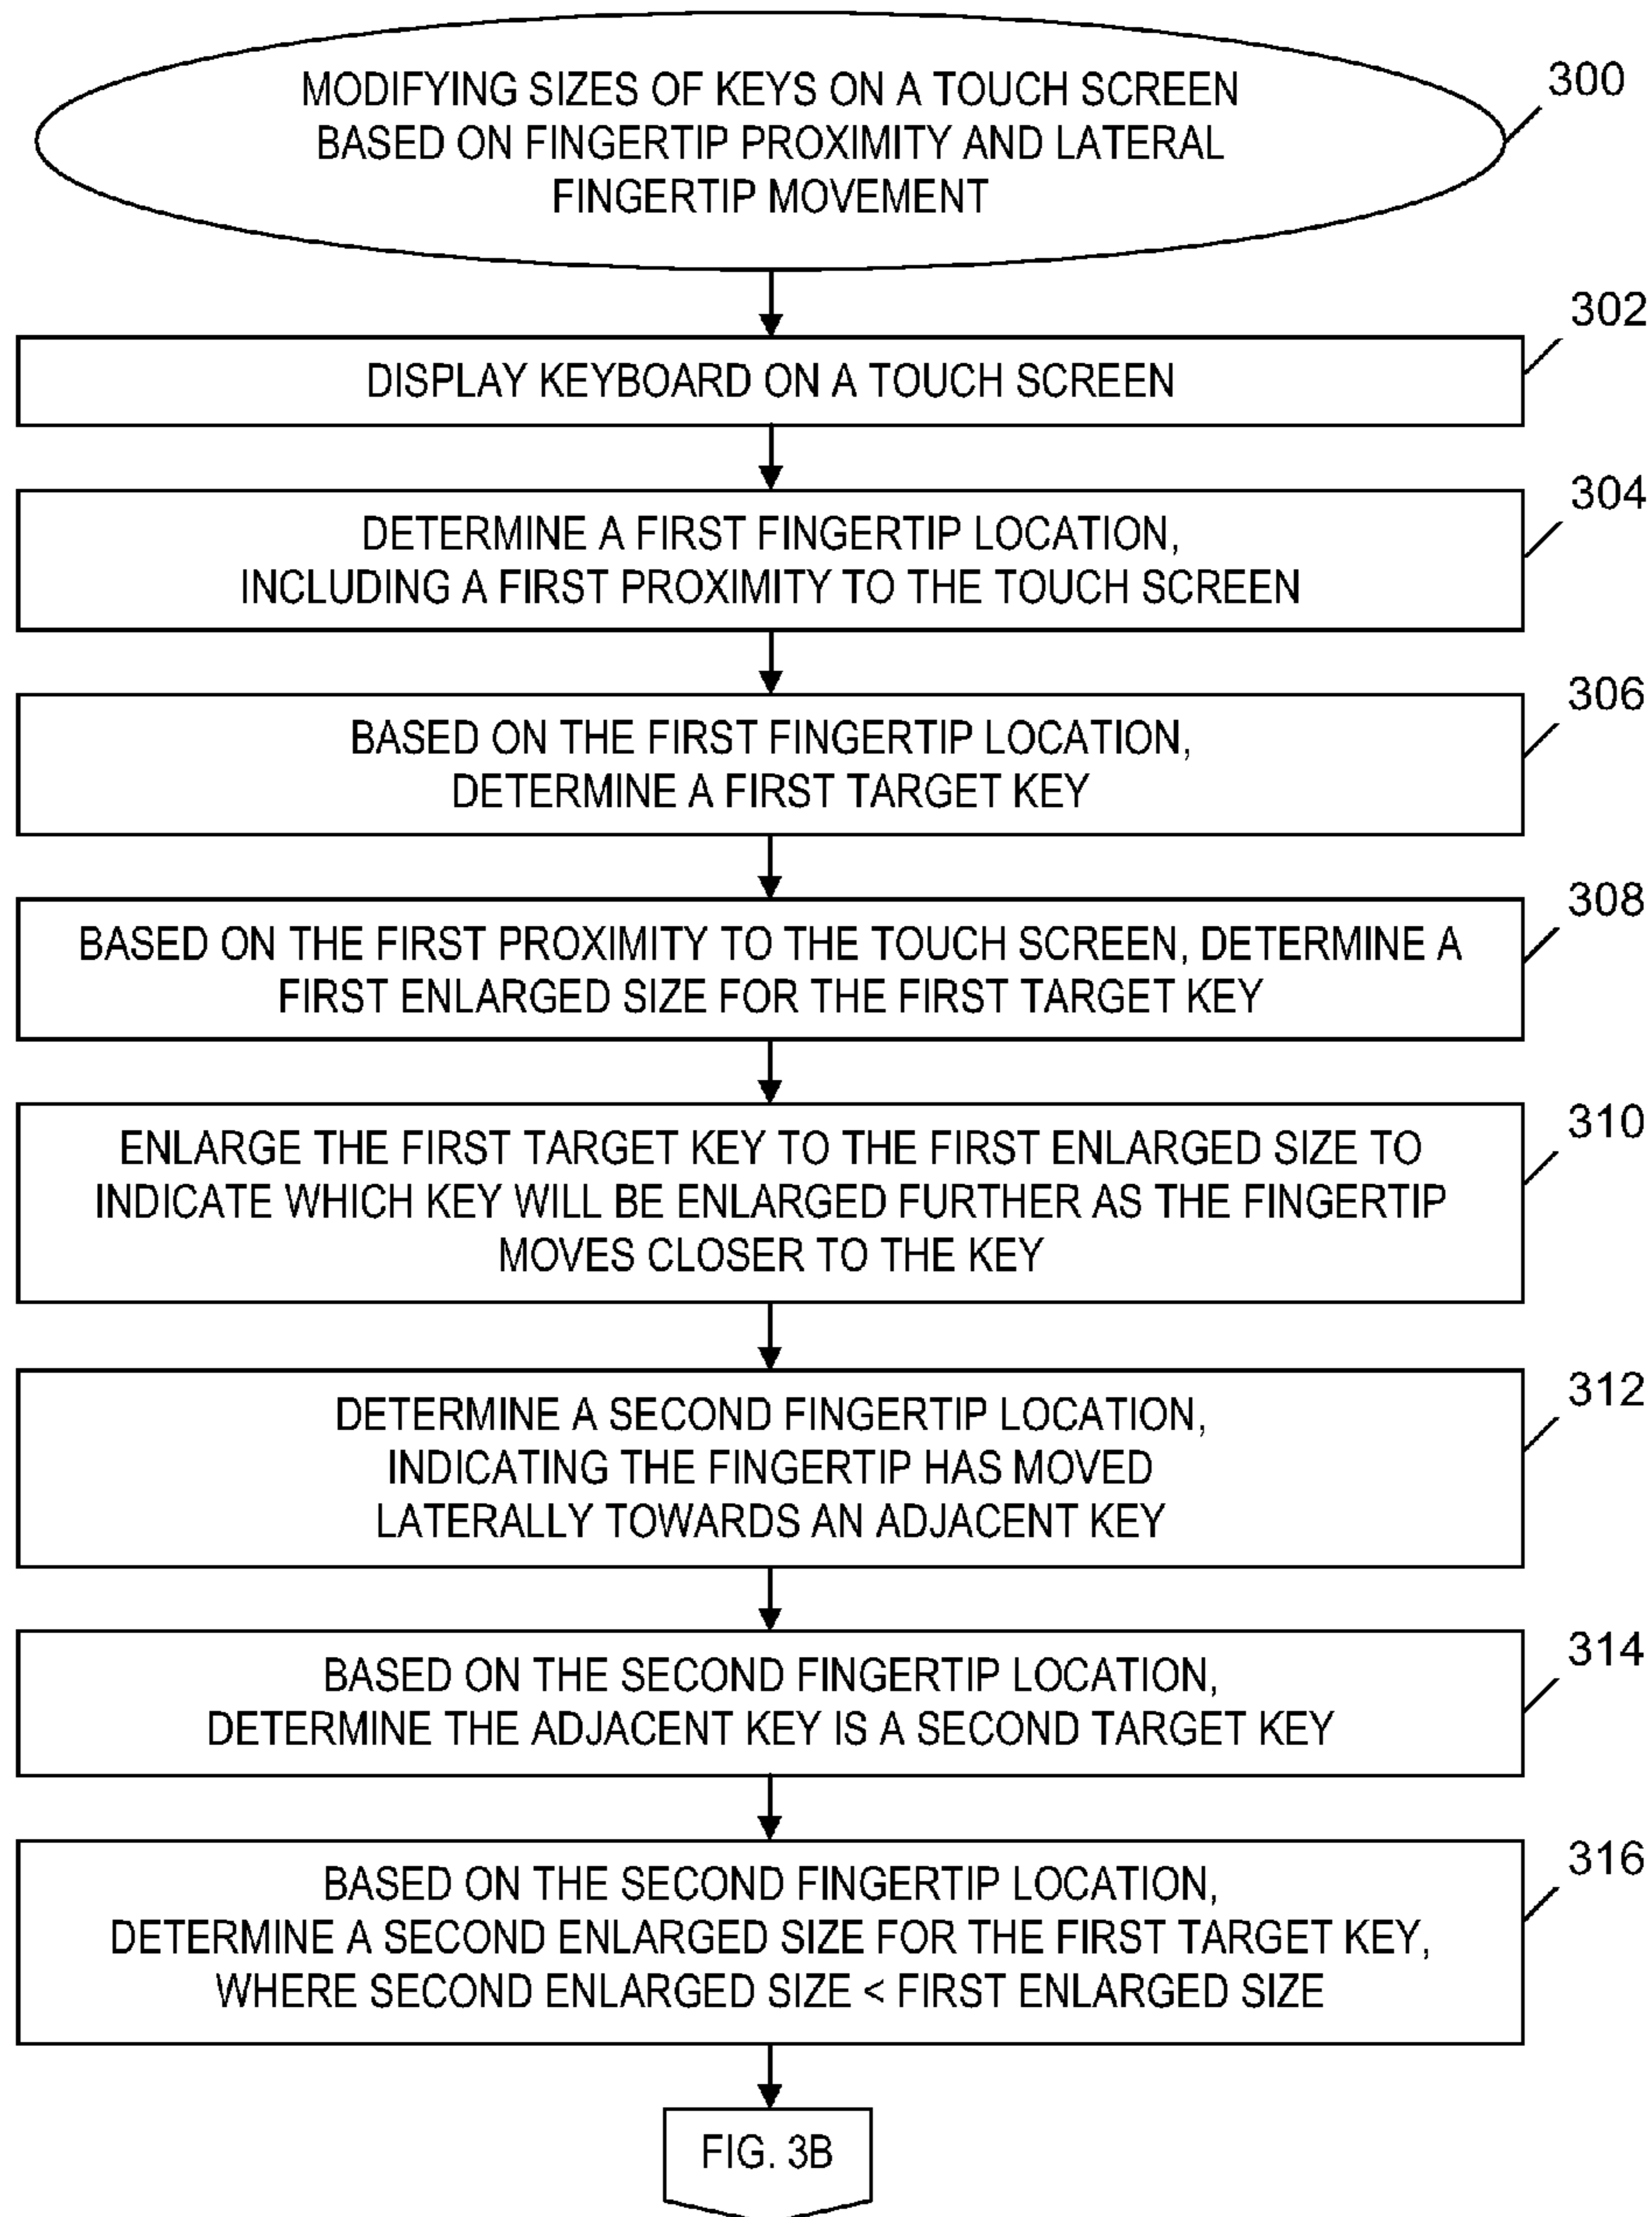 MODIFYING SIZES OF KEYS ON A TOUCH SCREEN
BASED ON FINGERTIP PROXIMITY AND LATERAL
FINGERTIP MOVEMENT
300
302
DISPLAY KEYBOARD ON A TOUCH SCREEN
304
DETERMINE A FIRST FINGERTIP LOCATION,
INCLUDING A FIRST PROXIMITY TO THE TOUCH SCREEN
306
BASED ON THE FIRST FINGERTIP LOCATION,
DETERMINE A FIRST TARGET KEY
308
BASED ON THE FIRST PROXIMITY TO THE TOUCH SCREEN, DETERMINE A
FIRST ENLARGED SIZE FOR THE FIRST TARGET KEY
310
ENLARGE THE FIRST TARGET KEY TO THE FIRST ENLARGED SIZE TO
INDICATE WHICH KEY WILL BE ENLARGED FURTHER AS THE FINGERTIP
MOVES CLOSER TO THE KEY
312
DETERMINE A SECOND FINGERTIP LOCATION,
INDICATING THE FINGERTIP HAS MOVED
LATERALLY TOWARDS AN ADJACENT KEY
314
BASED ON THE SECOND FINGERTIP LOCATION,
DETERMINE THE ADJACENT KEY IS A SECOND TARGET KEY
316
BASED ON THE SECOND FINGERTIP LOCATION,
DETERMINE A SECOND ENLARGED SIZE FOR THE FIRST TARGET KEY,
WHERE SECOND ENLARGED SIZE < FIRST ENLARGED SIZE
FIG. 3B